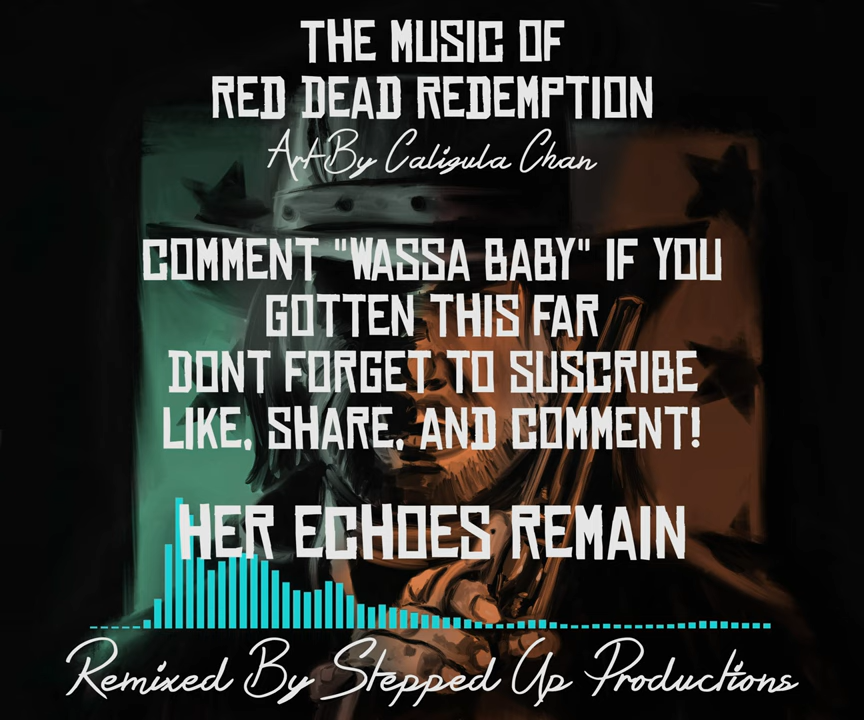 THE MUSIC OF
RED DEAD REDEMPTION
Art By Caligula Chan
COMMENT "WASSA BABY" IF YOU
GOTTEN THIS FAR
DONT FORGET TO SUSCRIBE
LIKE, SHARE, AND COMMENT!
HER ECHOES REMAIN
Remixed By Stepped Up Productions